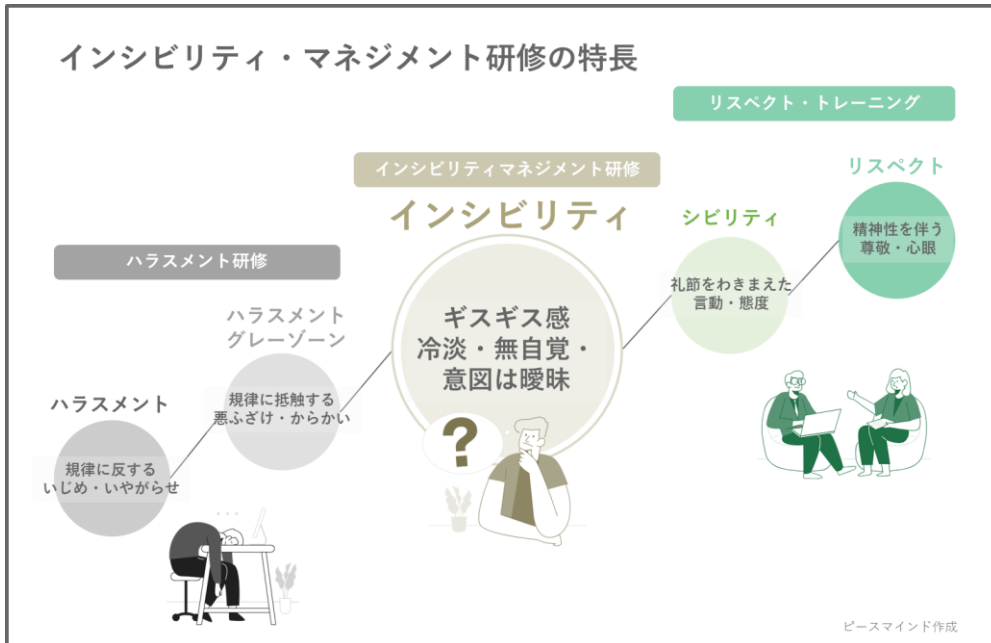 インシビリティ・マネジメント研修の特長
リスペクト・トレーニング
インシビリティマネジメント研修
リスペクト
インシビリティ
シビリティ
精神性を伴う
尊敬・心眼
ハラスメント研修
礼節をわきまえた
言動・態度
ハラスメント
グレーゾーン
ギスギス感
冷淡・無自覚・
意図は曖昧
ハラスメント
規律に抵触する
悪ふざけ・からかい
?
規律に反する
いじめ・いやがらせ
ピースマインド作成